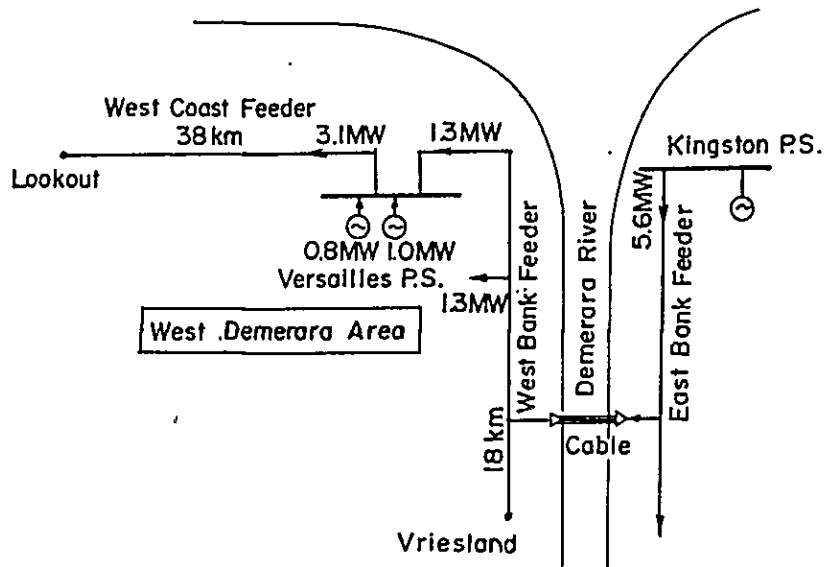 West Coast Feeder
38 km
3.1MW
1.3MW
Kingston P.S.
Lookout
5.6MW
0.8MW 1.0MW
Versailles P.S.
1.3MW
West Bank Feeder
Demerara River
East Bank Feeder
West Demerara Area
18 km
Cable
Vriesland